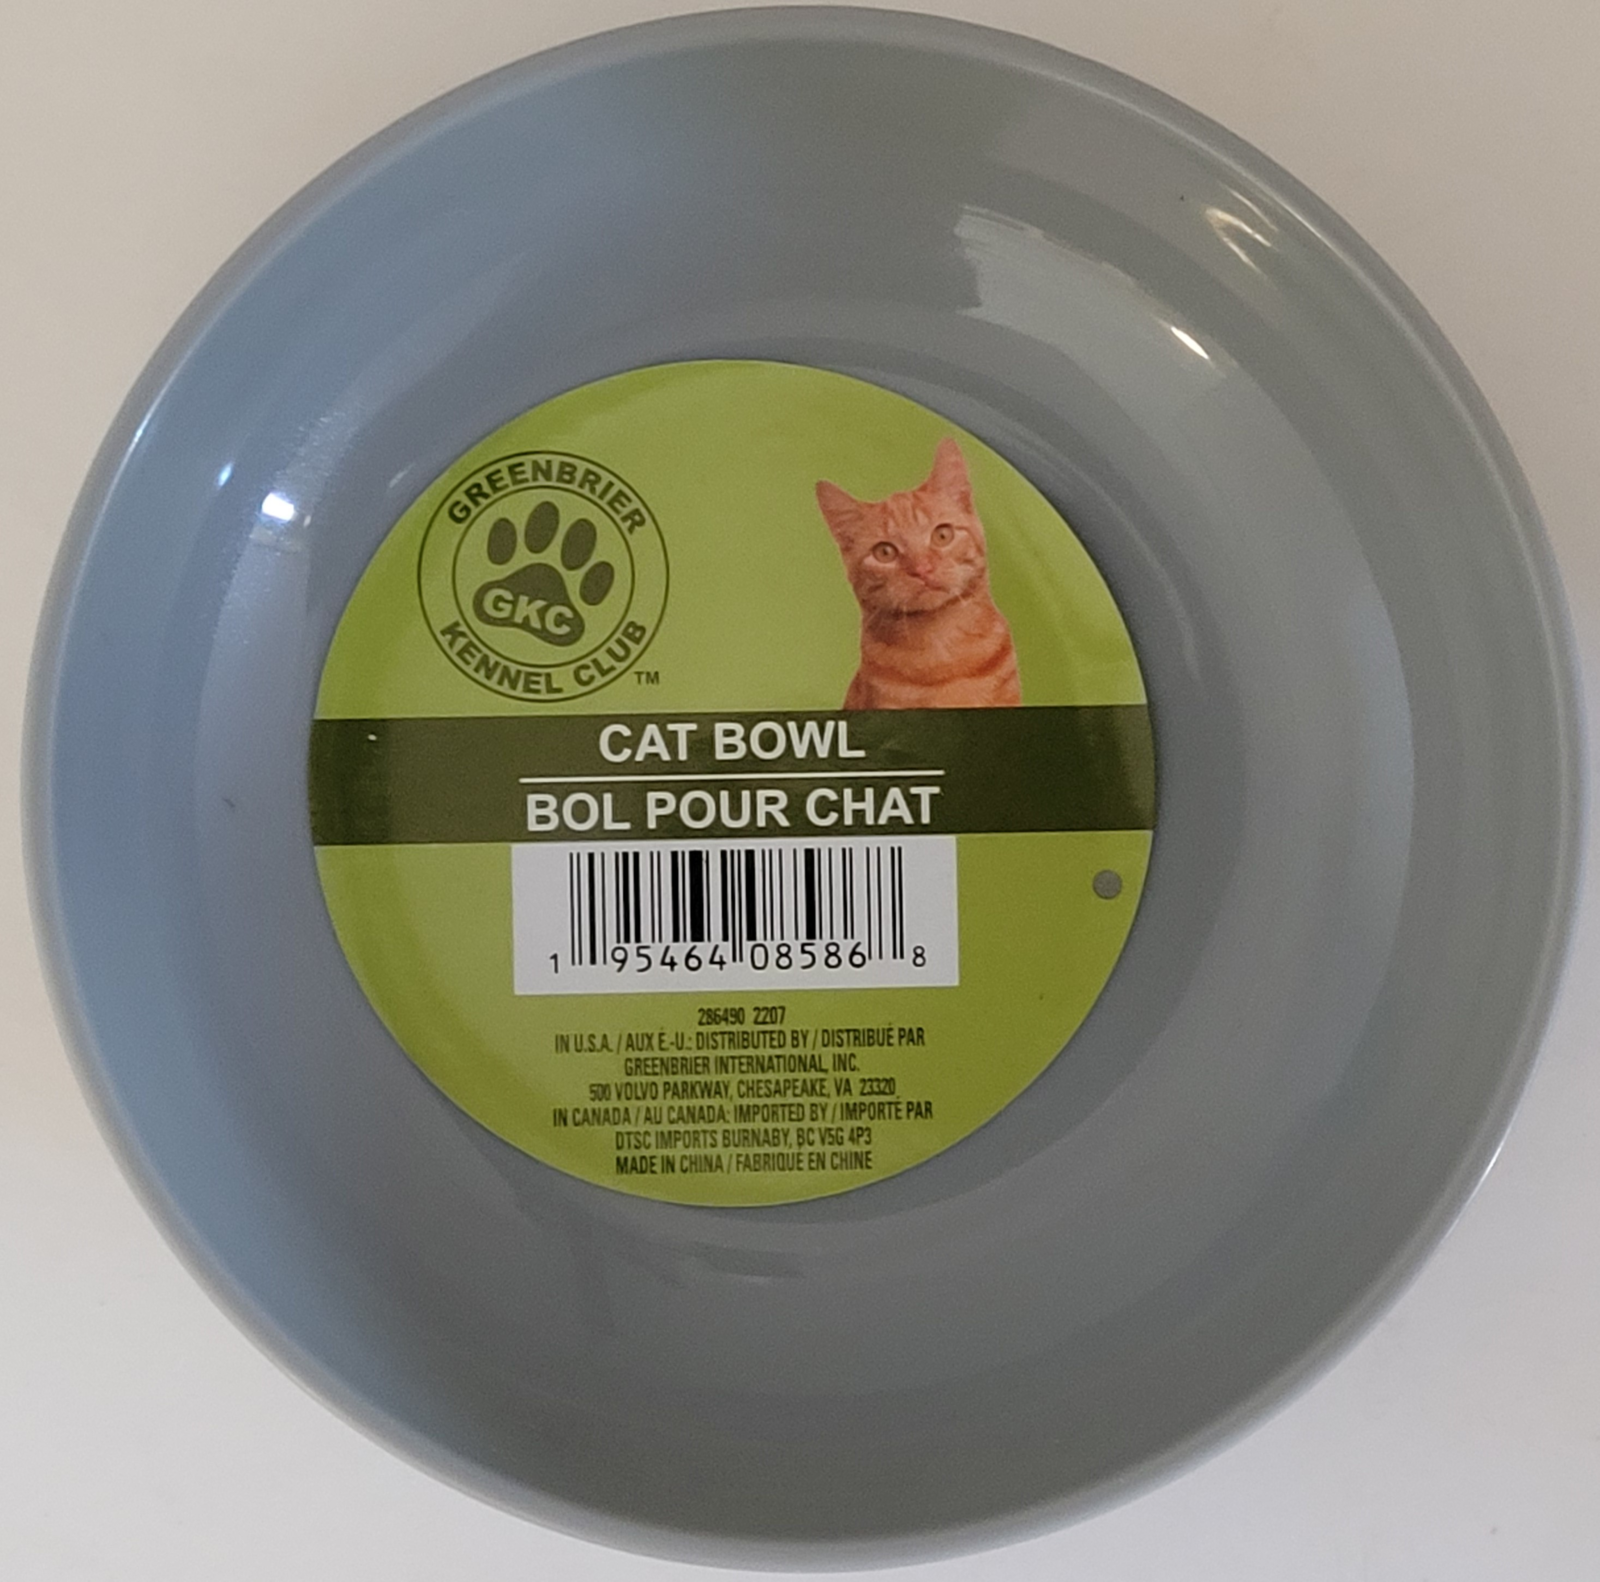 GREENBRIER
GKC
KENNEL CLUB
TM
CAT BOWL
BOL POUR CHAT
1 95464 08586 8
286490 2207
IN U.S.A. / AUX É.-U.: DISTRIBUTED BY / DISTRIBUÉ PAR
GREENBRIER INTERNATIONAL, INC.
500 VOLVO PARKWAY, CHESAPEAKE, VA 23320
IN CANADA / AU CANADA: IMPORTED BY / IMPORTÉ PAR
DTSC IMPORTS BURNABY, BC V5G 4P3
MADE IN CHINA / FABRIQUÉ EN CHINE